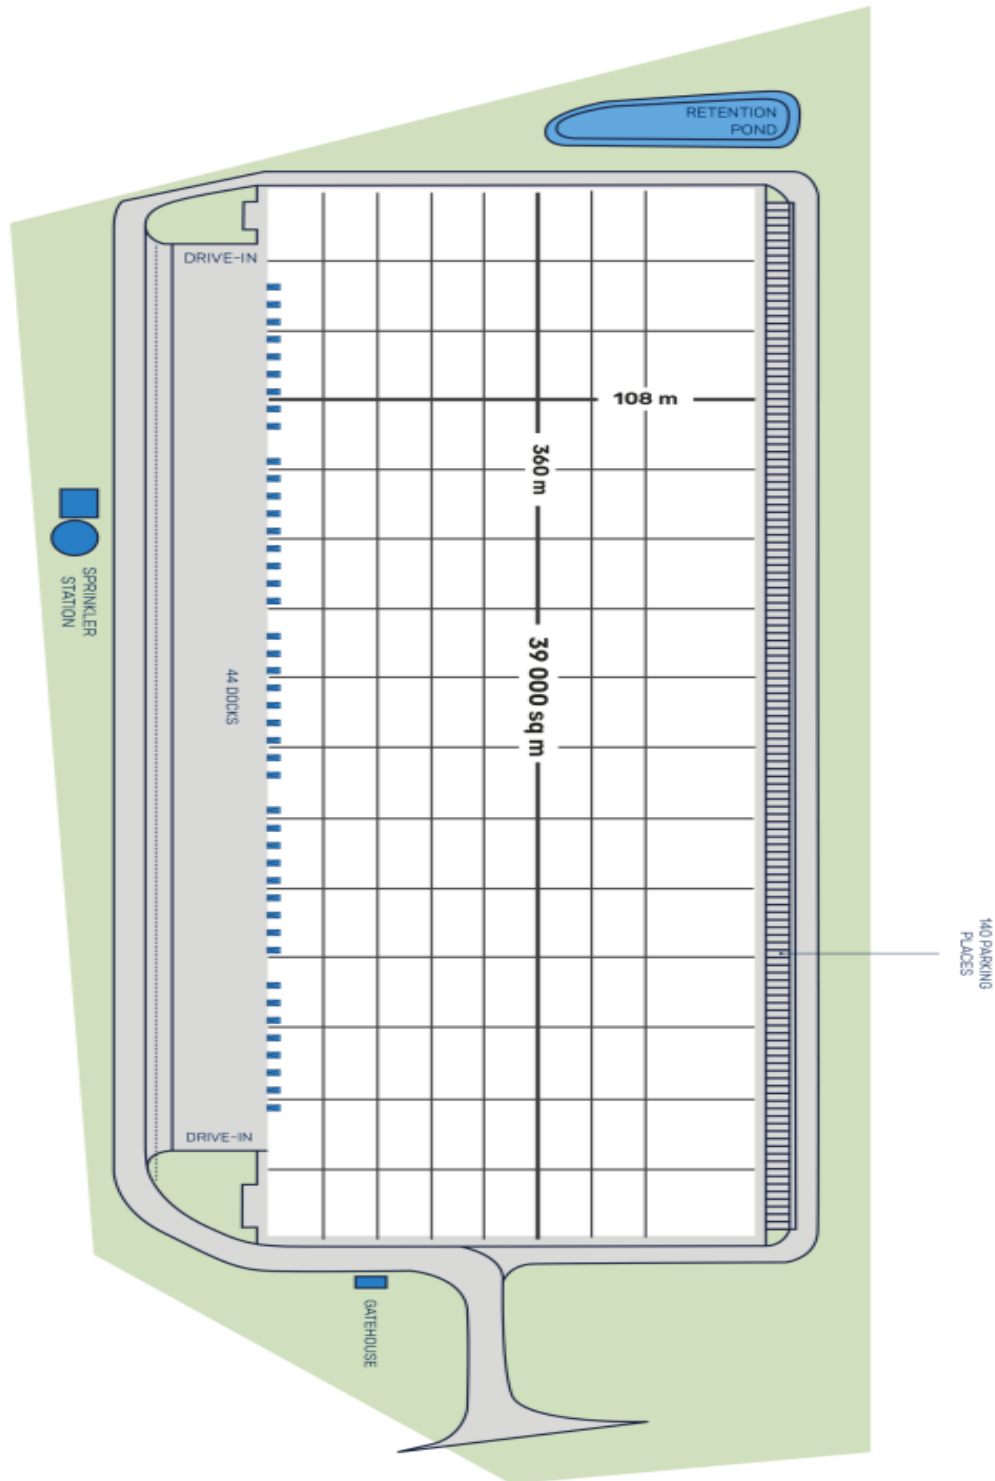 RETENTION
POND
DRIVE-IN
108 m
360 m
SPRINKLER
STATION
39 000 sq m
44 DOCKS
140 PARKING
PLACES
DRIVE-IN
GATEHOUSE